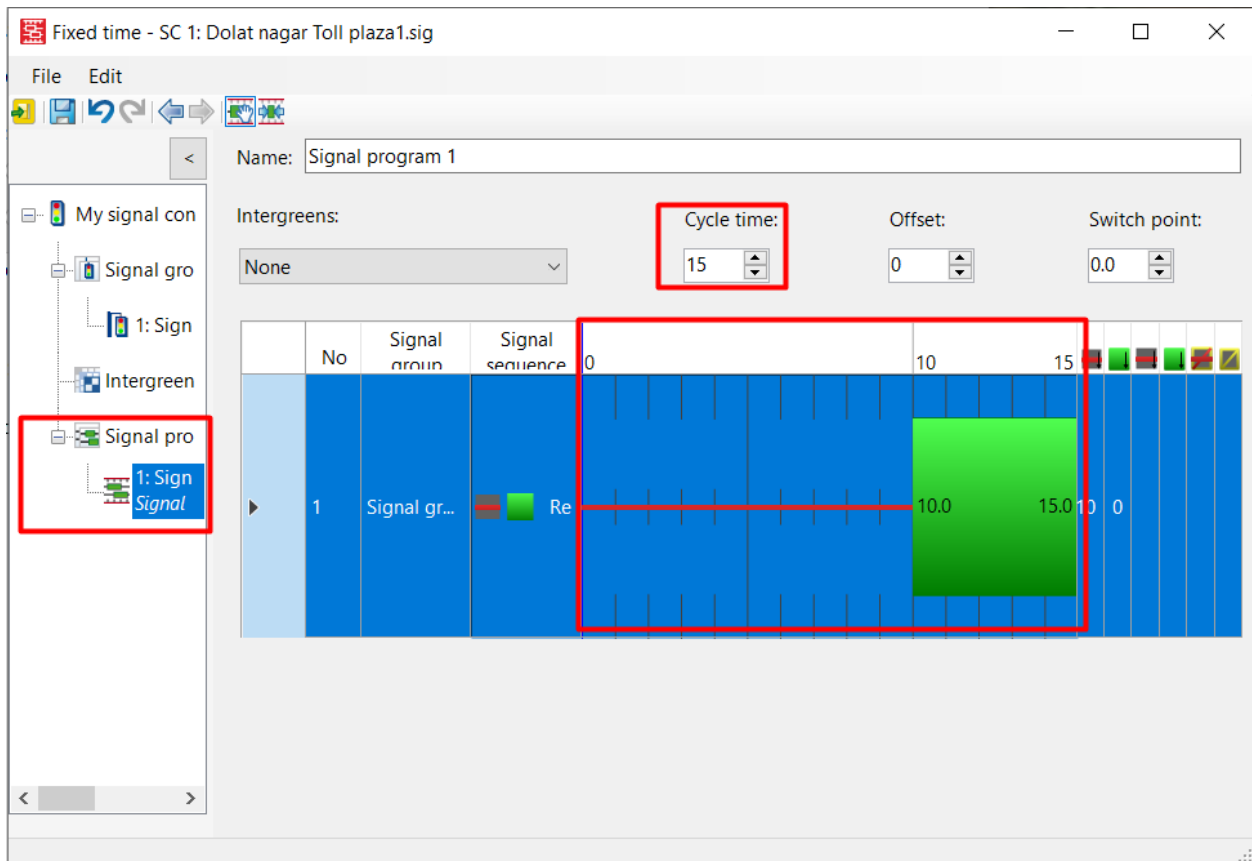 Fixed time - SC 1: Dolat nagar Toll plaza1.sig
File Edit
<
Name: Signal program 1
My signal con
Signal gro
1: Sign
Intergreen
Signal pro
1: Sign
Signal
Intergreens:
None
Cycle time:
15
Offset:
0
Switch point:
0.0
No
Signal
group
Signal
sequence
0 10 15
1 Signal gr... Re 10.0 15.0 10 0